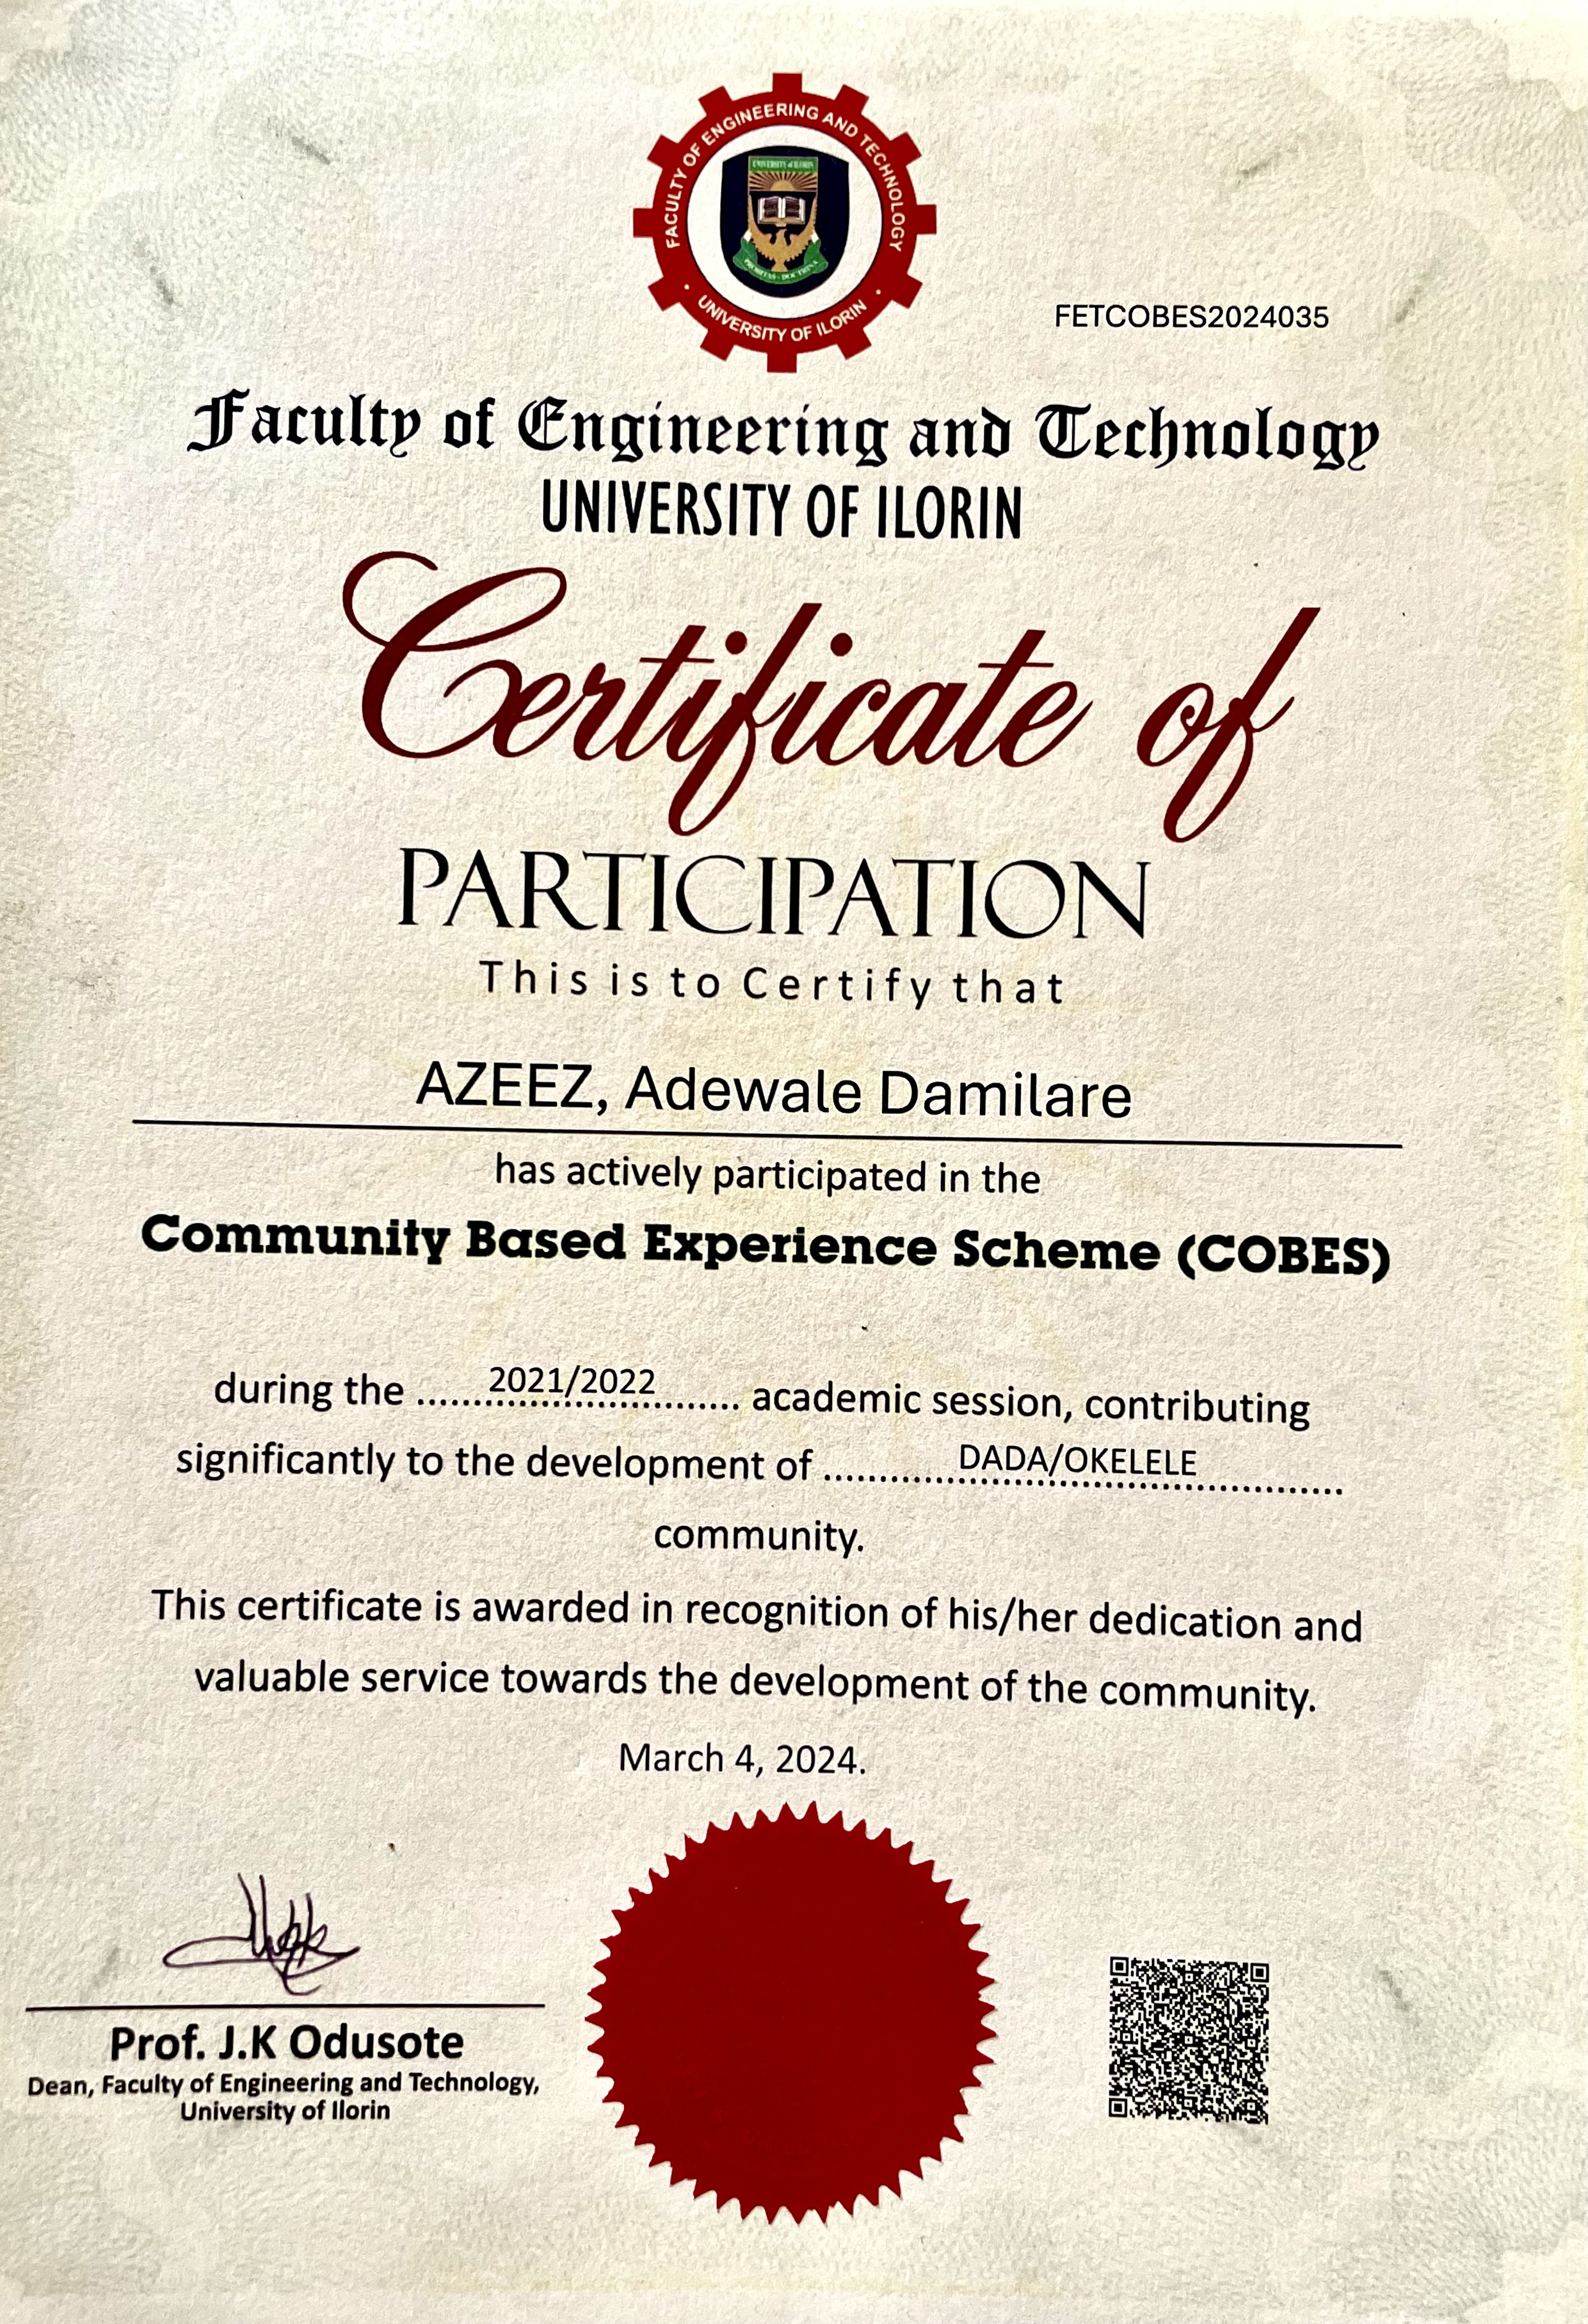 FACULTY OF ENGINEERING AND TECHNOLOGY
UNIVERSITY of ILORIN
PROBITAS - DOCTRINA
• UNIVERSITY OF ILORIN •
FETCOBES2024035
Faculty of Engineering and Technology
UNIVERSITY OF ILORIN
Certificate of
PARTICIPATION
This is to Certify that
AZEEZ, Adewale Damilare
has actively participated in the
Community Based Experience Scheme (COBES)
during the ...... 2021/2022 ...... academic session, contributing
significantly to the development of ............ DADA/OKELELE ............
community.
This certificate is awarded in recognition of his/her dedication and
valuable service towards the development of the community.
March 4, 2024.
Prof. J.K Odusote
Dean, Faculty of Engineering and Technology,
University of Ilorin